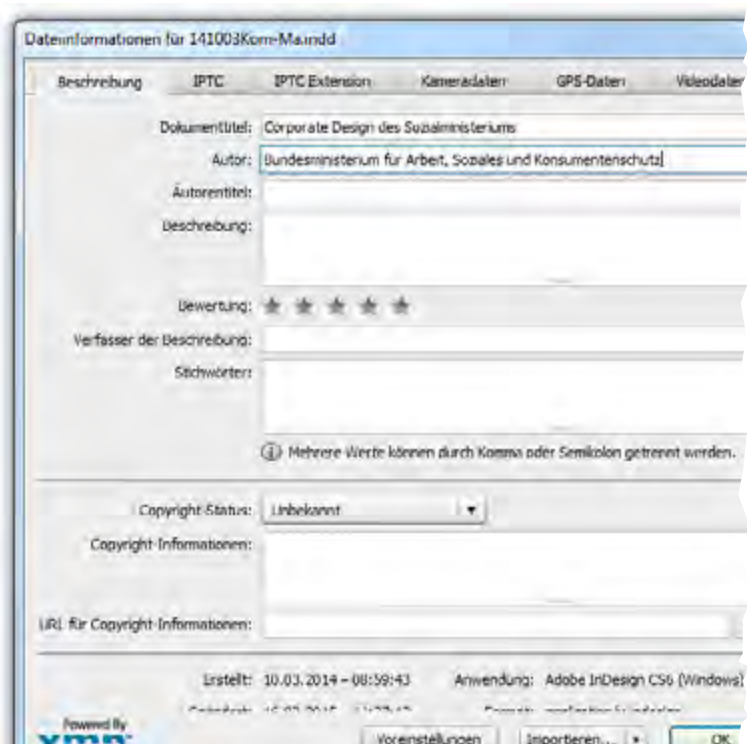 Dateiinformationen für 141003Kom-Ma.indd
Beschreibung IPTC IPTC Extension Kameradaten GPS-Daten Videodaten
Dokumenttitel: Corporate Design des Sozialministeriums
Autor: Bundesministerium für Arbeit, Soziales und Konsumentenschutz
Autorentitel:
Beschreibung:
Bewertung:
Verfasser der Beschreibung:
Stichwörter:
Mehrere Werte können durch Komma oder Semikolon getrennt werden.
Copyright-Status: Unbekannt
Copyright-Informationen:
URL für Copyright-Informationen:
Erstellt: 10.03.2014 – 08:59:43 Anwendung: Adobe InDesign CS6 (Windows)
Powered By
xmp
Voreinstellungen Importieren... OK